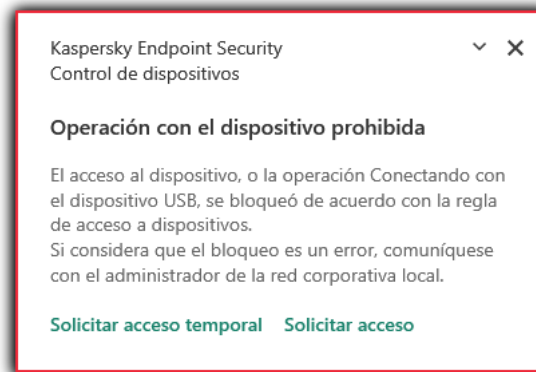 Kaspersky Endpoint Security
Control de dispositivos
Operación con el dispositivo prohibida
El acceso al dispositivo, o la operación Conectando con
el dispositivo USB, se bloqueó de acuerdo con la regla
de acceso a dispositivos.
Si considera que el bloqueo es un error, comuníquese
con el administrador de la red corporativa local.
Solicitar acceso temporal Solicitar acceso